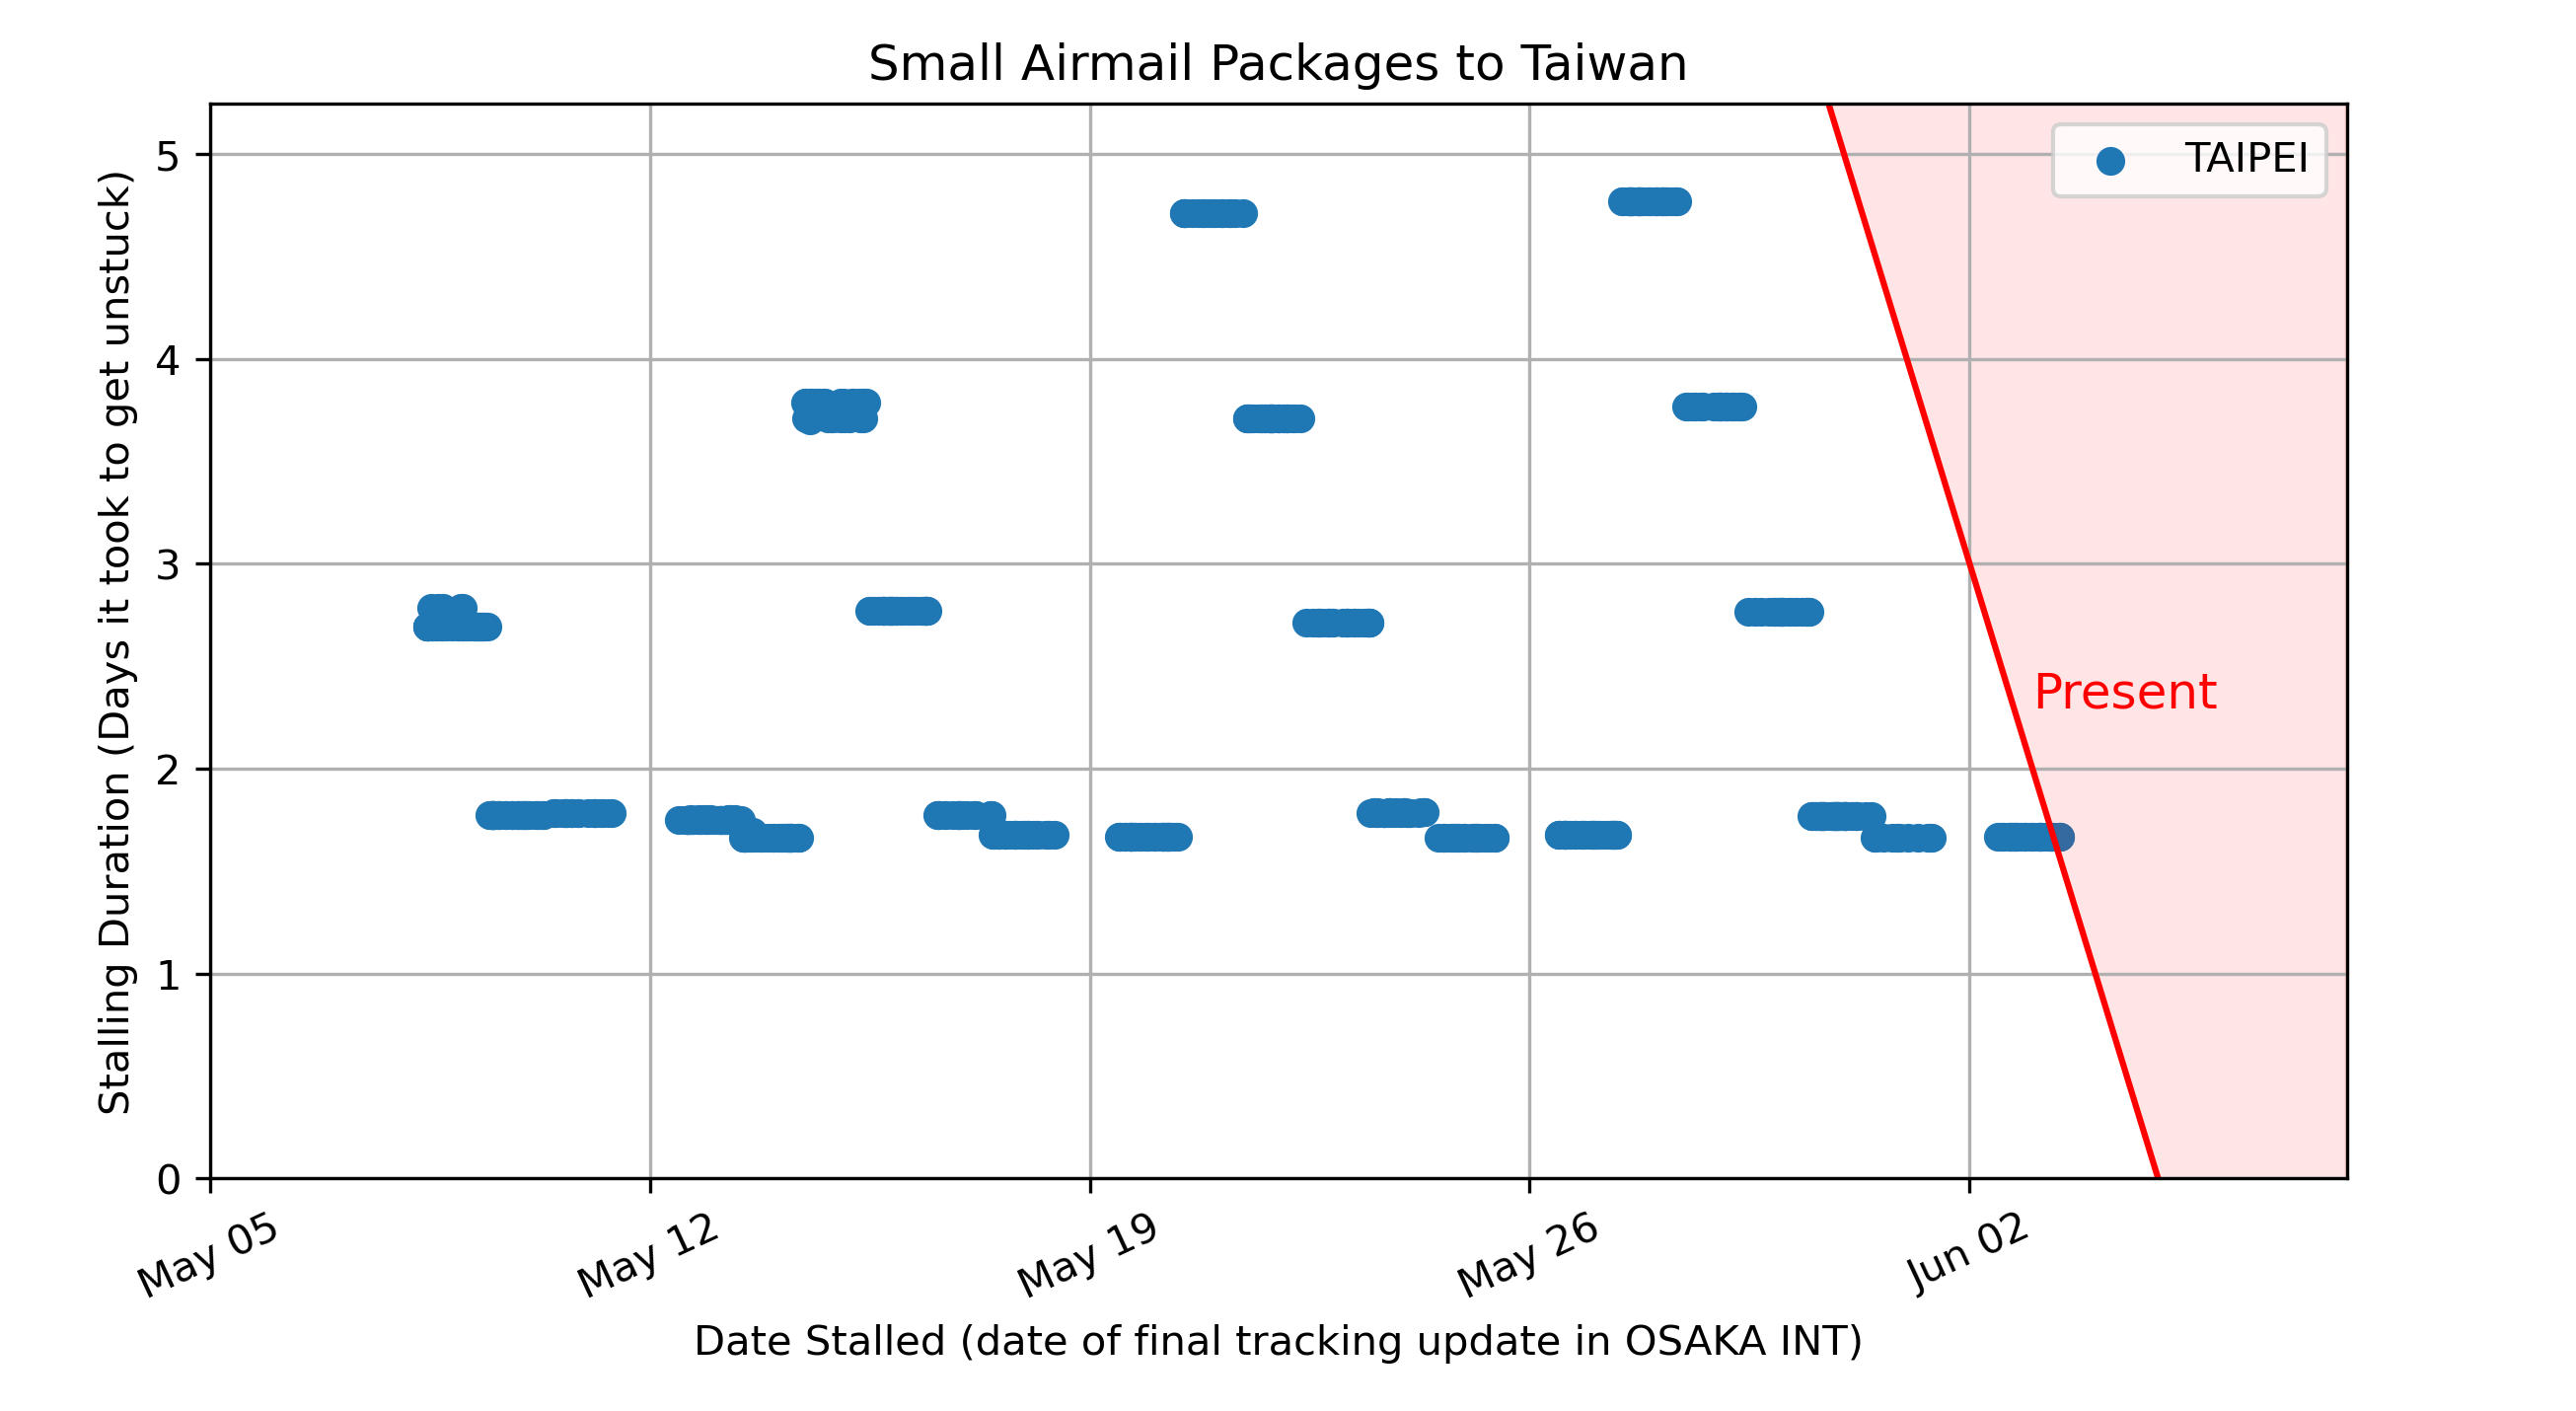 Small Airmail Packages to Taiwan
Stalling Duration (Days it took to get unstuck)
5
4
3
2
1
0
TAIPEI
Present
May 05
May 12
May 19
May 26
Jun 02
Date Stalled (date of final tracking update in OSAKA INT)